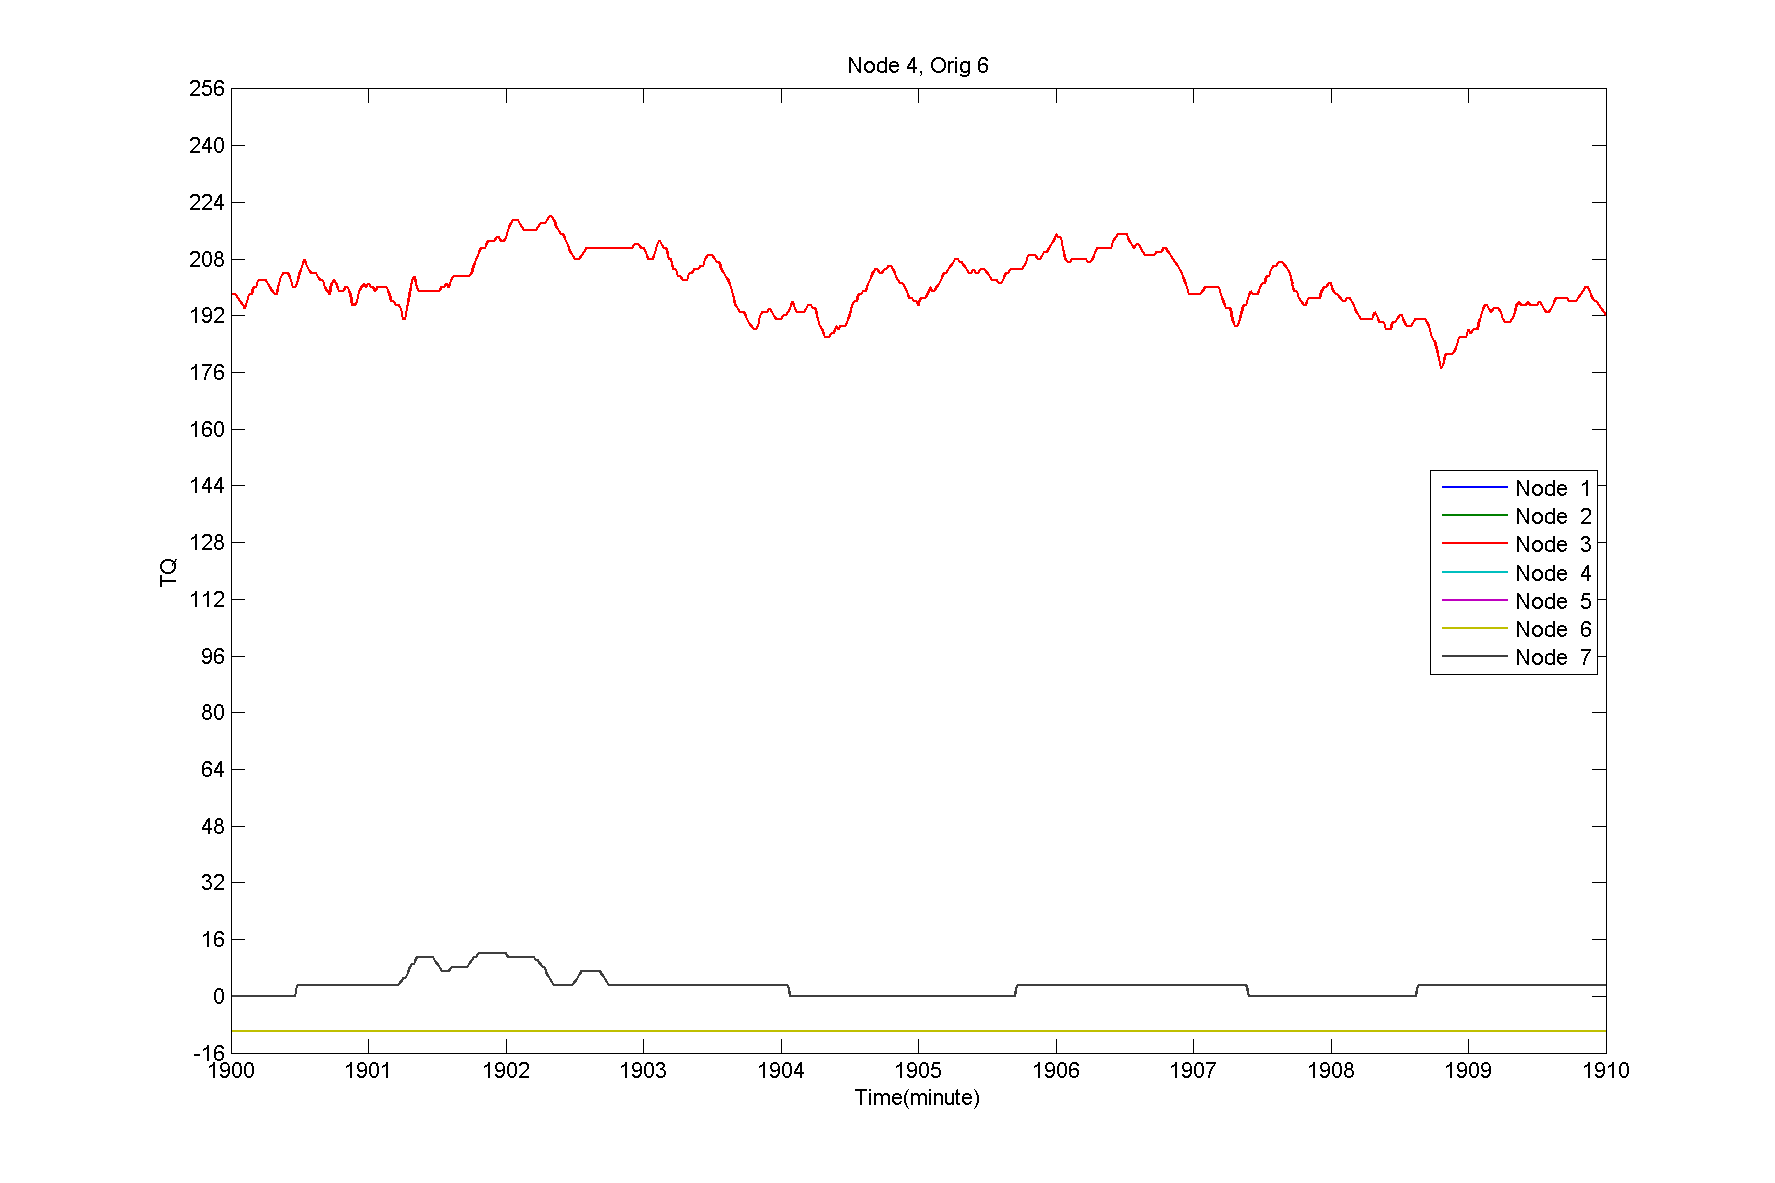 Node 4, Orig 6
256
240
224
208
192
176
160
144
128
112
96
80
64
48
32
16
0
-16
TQ
Node 1
Node 2
Node 3
Node 4
Node 5
Node 6
Node 7
1900 1901 1902 1903 1904 1905 1906 1907 1908 1909 1910
Time(minute)